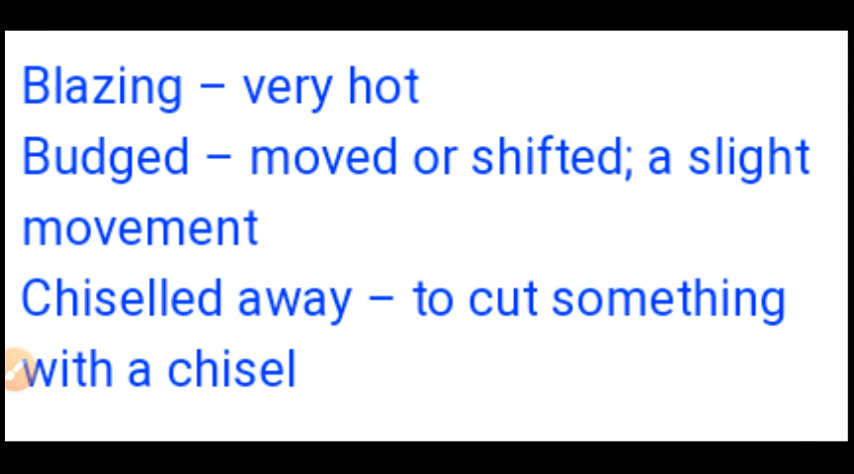 Blazing – very hot
Budged – moved or shifted; a slight
movement
Chiselled away – to cut something
with a chisel